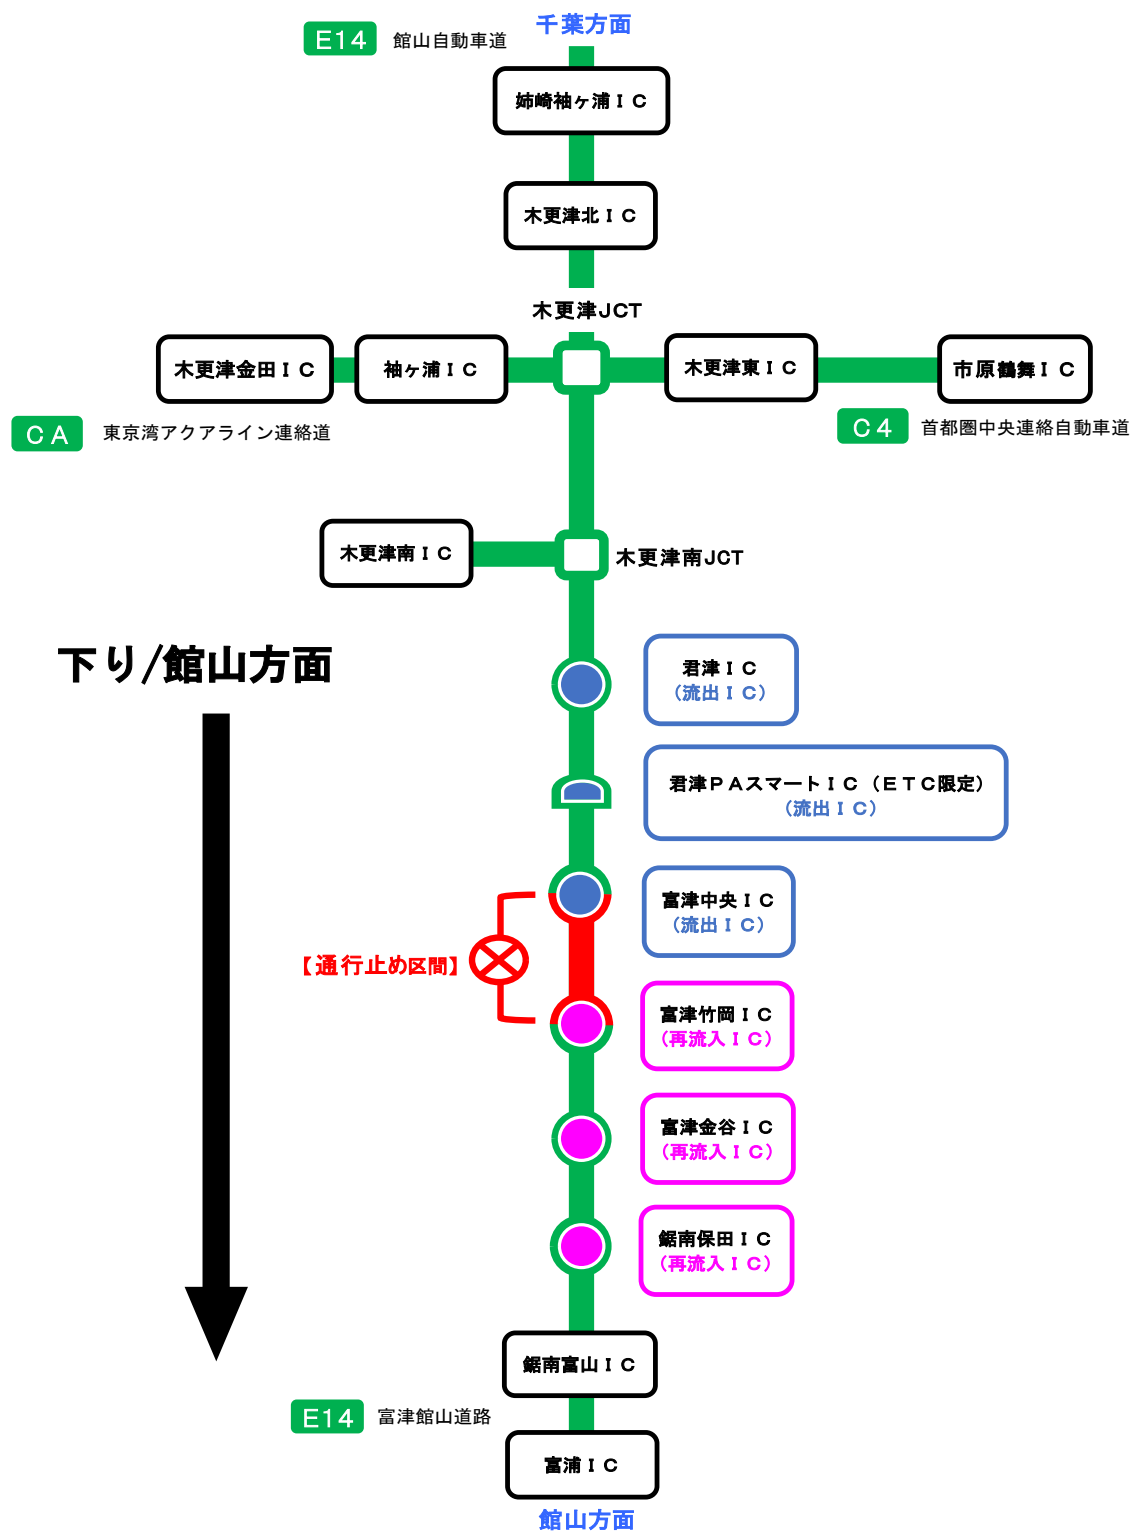 千葉方面
E14 館山自動車道
姉崎袖ヶ浦ＩＣ
木更津北ＩＣ
木更津JCT
木更津金田ＩＣ
袖ヶ浦ＩＣ
木更津東ＩＣ
市原鶴舞ＩＣ
ＣＡ 東京湾アクアライン連絡道
Ｃ４ 首都圏中央連絡自動車道
木更津南ＩＣ
木更津南JCT
下り/館山方面
君津ＩＣ
（流出ＩＣ）
君津ＰＡスマートＩＣ（ＥＴＣ限定）
（流出ＩＣ）
富津中央ＩＣ
（流出ＩＣ）
【通行止め区間】
富津竹岡ＩＣ
（再流入ＩＣ）
富津金谷ＩＣ
（再流入ＩＣ）
鋸南保田ＩＣ
（再流入ＩＣ）
鋸南富山ＩＣ
E14 富津館山道路
富浦ＩＣ
館山方面